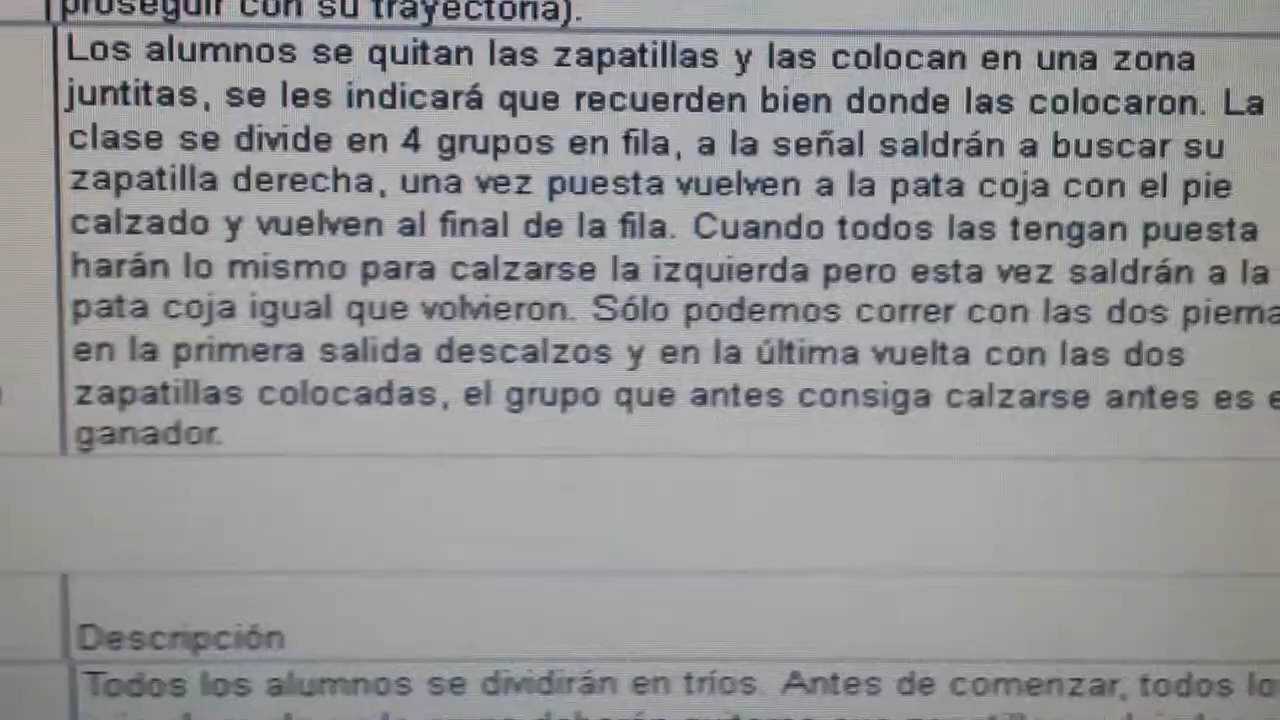 proseguir con su trayectoria).
Los alumnos se quitan las zapatillas y las colocan en una zona
juntitas, se les indicará que recuerden bien donde las colocaron. La
clase se divide en 4 grupos en fila, a la señal saldrán a buscar su
zapatilla derecha, una vez puesta vuelven a la pata coja con el pie
calzado y vuelven al final de la fila. Cuando todos las tengan puesta
harán lo mismo para calzarse la izquierda pero esta vez saldrán a la
pata coja igual que volvieron. Sólo podemos correr con las dos pierna
en la primera salida descalzos y en la última vuelta con las dos
zapatillas colocadas, el grupo que antes consiga calzarse antes es e
ganador.
Descripción
Todos los alumnos se dividirán en tríos. Antes de comenzar, todos lo